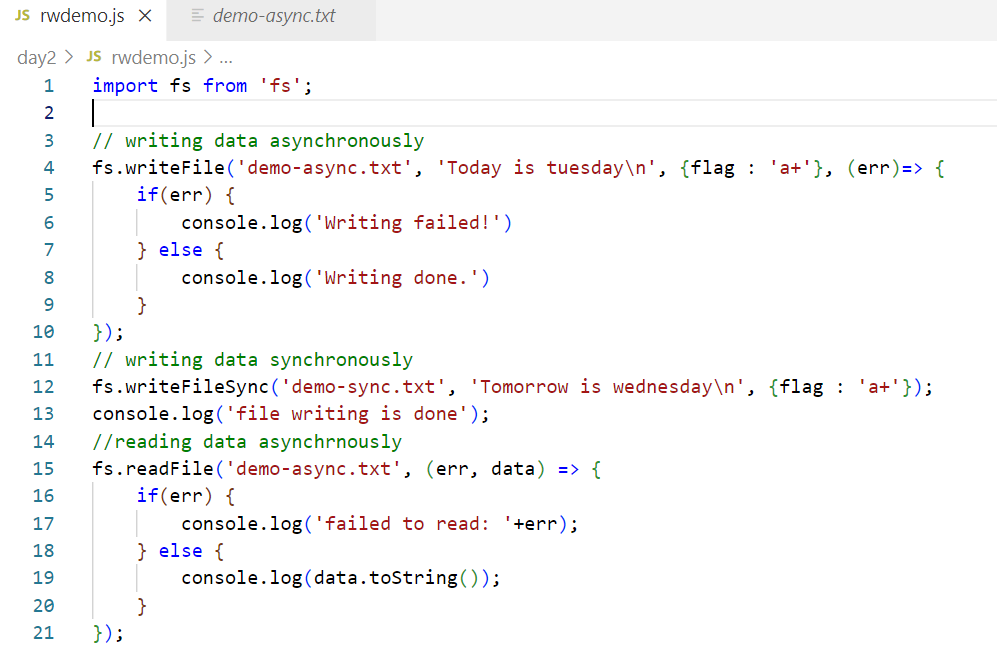 JS rwdemo.js ×
demo-async.txt
day2 > JS rwdemo.js > ...
1 import fs from 'fs';
2
3 // writing data asynchronously
4 fs.writeFile('demo-async.txt', 'Today is tuesday\n', {flag : 'a+'}, (err)=> {
5     if(err) {
6         console.log('Writing failed!')
7     } else {
8         console.log('Writing done.')
9     }
10 });
11 // writing data synchronously
12 fs.writeFileSync('demo-sync.txt', 'Tomorrow is wednesday\n', {flag : 'a+'});
13 console.log('file writing is done');
14 //reading data asynchrnously
15 fs.readFile('demo-async.txt', (err, data) => {
16     if(err) {
17         console.log('failed to read: '+err);
18     } else {
19         console.log(data.toString());
20     }
21 });